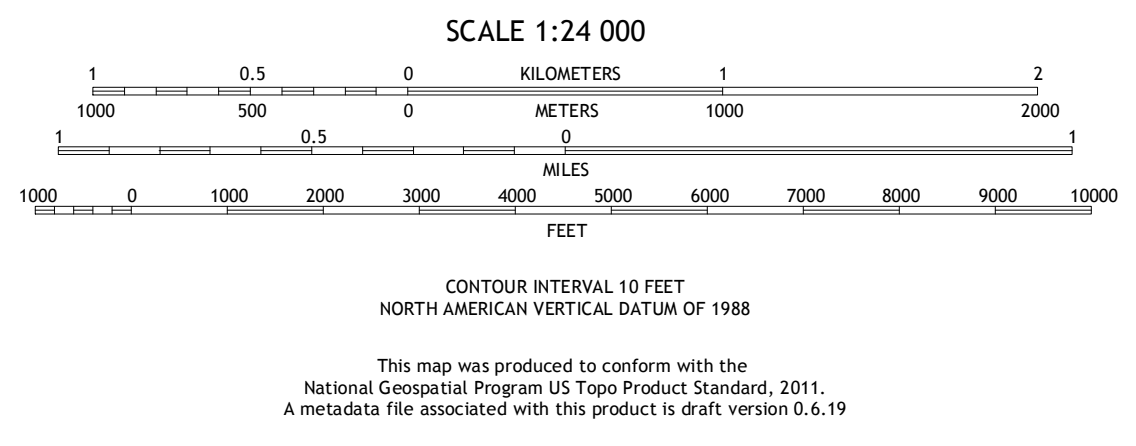 SCALE 1:24 000
1 0.5 0 KILOMETERS 1 2
1000 500 0 METERS 1000 2000
1 0.5 0 1
MILES
1000 0 1000 2000 3000 4000 5000 6000 7000 8000 9000 10000
FEET
CONTOUR INTERVAL 10 FEET
NORTH AMERICAN VERTICAL DATUM OF 1988
This map was produced to conform with the
National Geospatial Program US Topo Product Standard, 2011.
A metadata file associated with this product is draft version 0.6.19